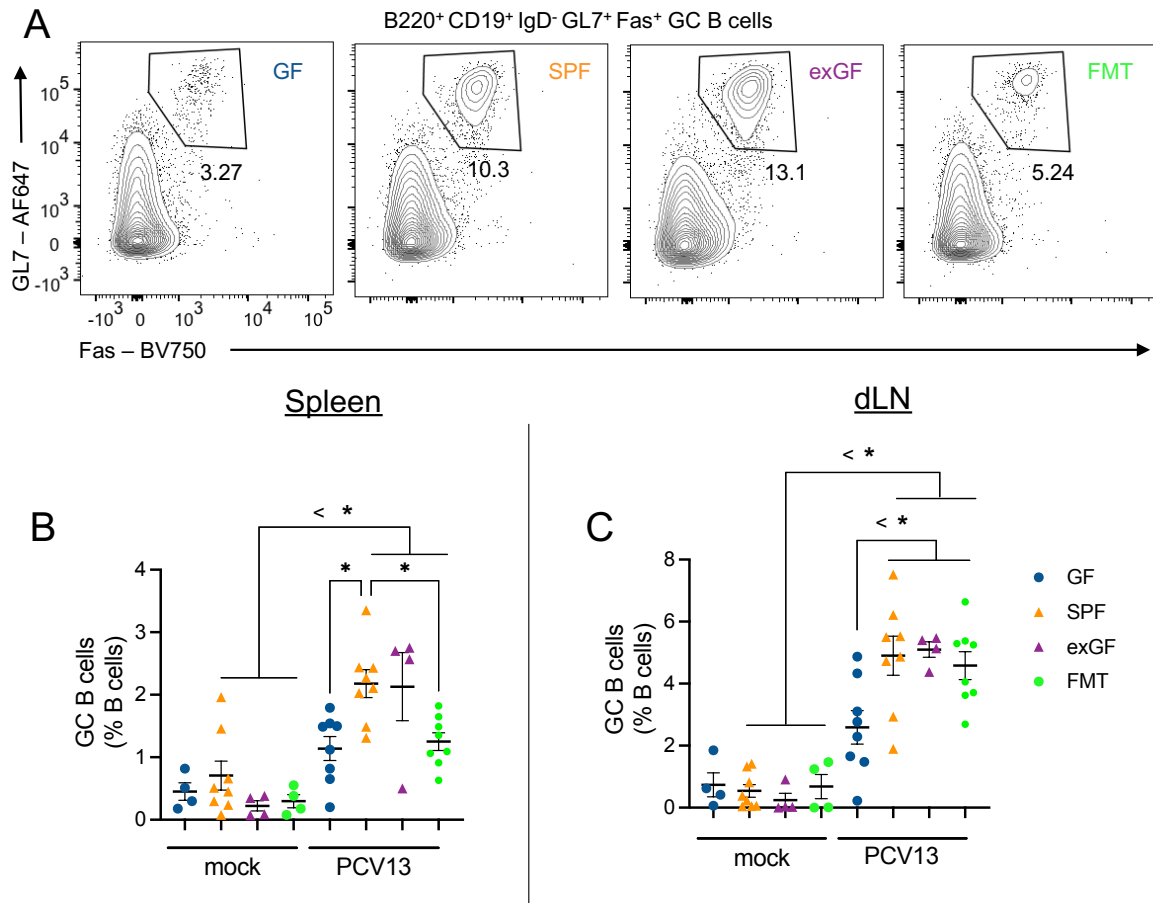 A
B220⁺ CD19⁺ IgD⁻ GL7⁺ Fas⁺ GC B cells
GL7 – AF647
10⁵
10⁴
10³
0
-10³
GF
3.27
SPF
10.3
exGF
13.1
FMT
5.24
-10³ 0 10³ 10⁴ 10⁵
Fas – BV750
Spleen
dLN
B
< *
* *
GC B cells
(% B cells)
4
3
2
1
0
mock PCV13
C
< *
< *
GC B cells
(% B cells)
8
6
4
2
0
mock PCV13
GF
SPF
exGF
FMT